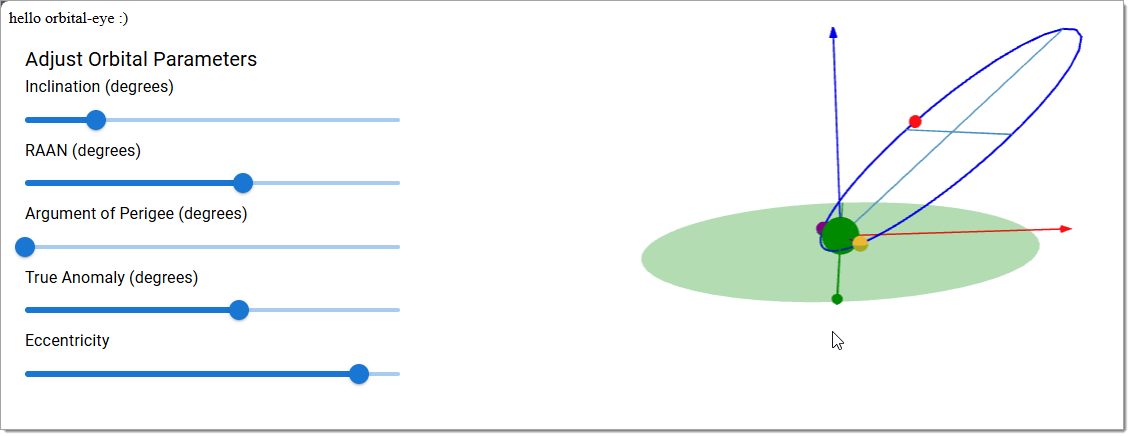 hello orbital-eye :)
Adjust Orbital Parameters
Inclination (degrees)
RAAN (degrees)
Argument of Perigee (degrees)
True Anomaly (degrees)
Eccentricity